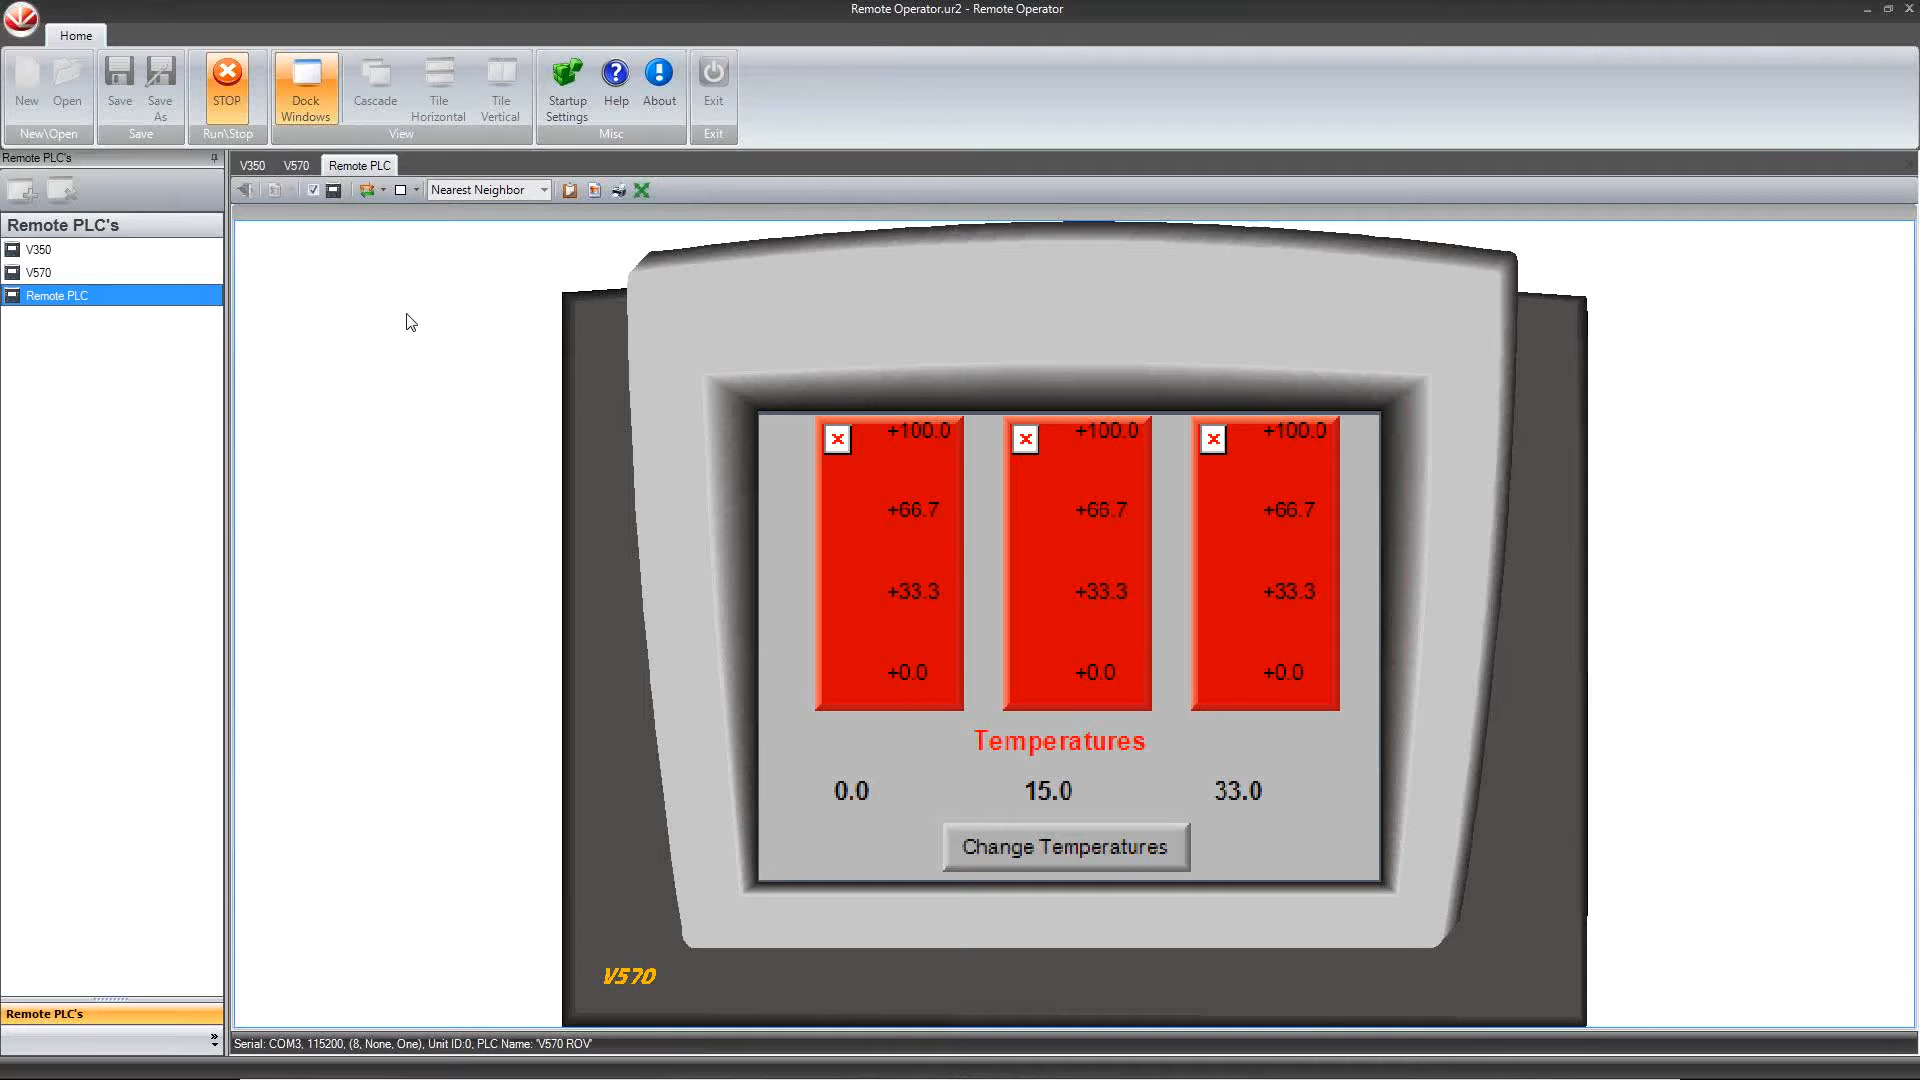 Remote Operator.ur2 - Remote Operator
Home
New Open Save Save As STOP Dock Windows Cascade Tile Horizontal Tile Vertical Startup Settings Help About Exit
New\Open Save Run\Stop View Misc Exit
Remote PLC's
V350 V570 Remote PLC
Nearest Neighbor
Remote PLC's
V350
V570
Remote PLC
+100.0 +100.0 +100.0
+66.7 +66.7 +66.7
+33.3 +33.3 +33.3
+0.0 +0.0 +0.0
Temperatures
0.0 15.0 33.0
Change Temperatures
V570
Remote PLC's
Serial: COM3, 115200, (8, None, One), Unit ID:0, PLC Name: 'V570 ROV'